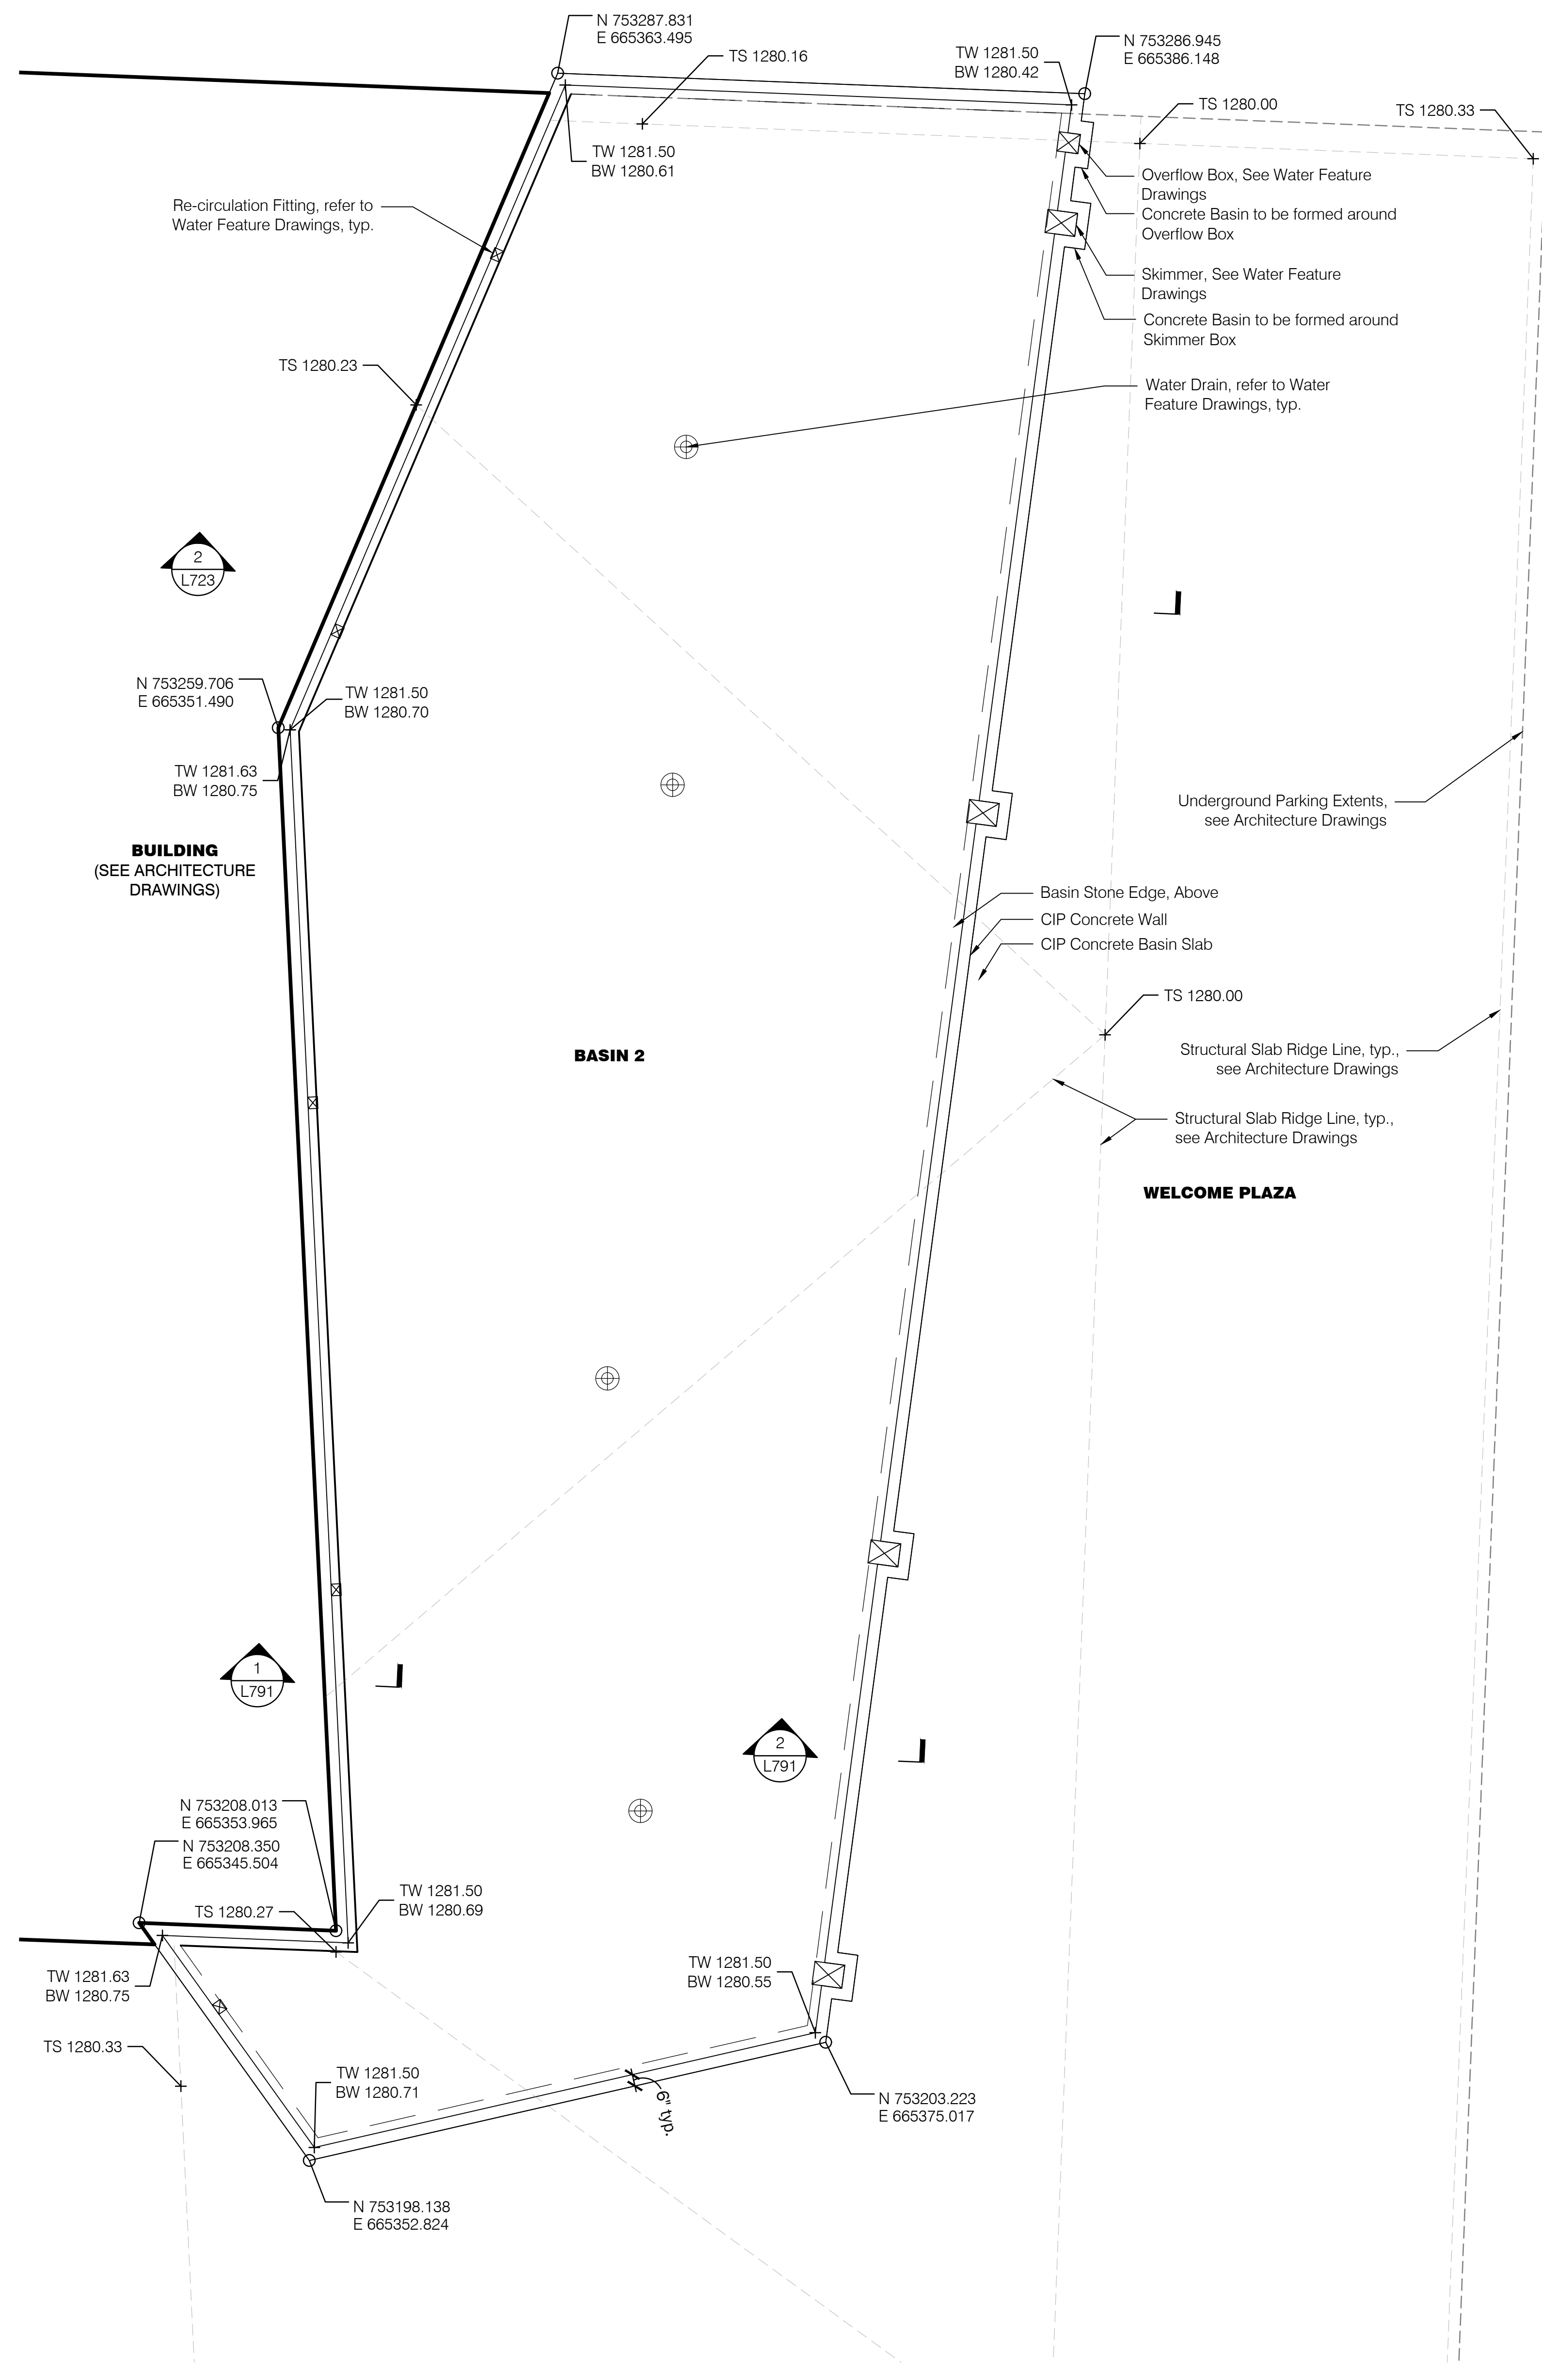 N 753287.831
E 665363.495
TS 1280.16
TW 1281.50
BW 1280.42
N 753286.945
E 665386.148
TS 1280.00
TS 1280.33
TW 1281.50
BW 1280.61
Overflow Box, See Water Feature
Drawings
Concrete Basin to be formed around
Overflow Box
Re-circulation Fitting, refer to
Water Feature Drawings, typ.
Skimmer, See Water Feature
Drawings
Concrete Basin to be formed around
Skimmer Box
TS 1280.23
Water Drain, refer to Water
Feature Drawings, typ.
2
L723
N 753259.706
E 665351.490
TW 1281.50
BW 1280.70
TW 1281.63
BW 1280.75
Underground Parking Extents,
see Architecture Drawings
BUILDING
(SEE ARCHITECTURE
DRAWINGS)
Basin Stone Edge, Above
CIP Concrete Wall
CIP Concrete Basin Slab
TS 1280.00
BASIN 2
Structural Slab Ridge Line, typ.,
see Architecture Drawings
Structural Slab Ridge Line, typ.,
see Architecture Drawings
WELCOME PLAZA
1
L791
2
L791
N 753208.013
E 665353.965
N 753208.350
E 665345.504
TS 1280.27
TW 1281.50
BW 1280.69
TW 1281.63
BW 1280.75
TW 1281.50
BW 1280.55
TS 1280.33
TW 1281.50
BW 1280.71
6" typ.
N 753203.223
E 665375.017
N 753198.138
E 665352.824